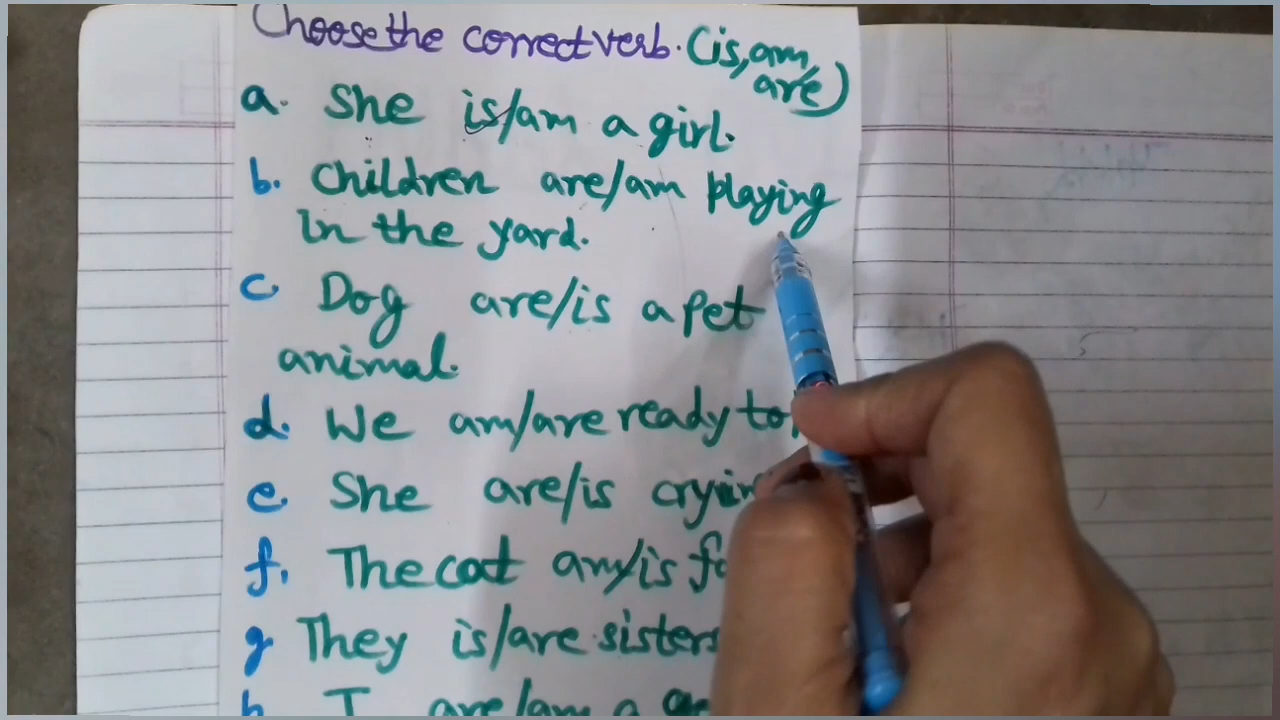 Choose the correct verb. (is, am, are)
a. She is/am a girl.
b. Children are/am playing
in the yard.
c. Dog are/is a pet
animal.
d. We am/are ready to
e. She are/is
f. The cat am/is
g They is/are sisters
h I are/am a